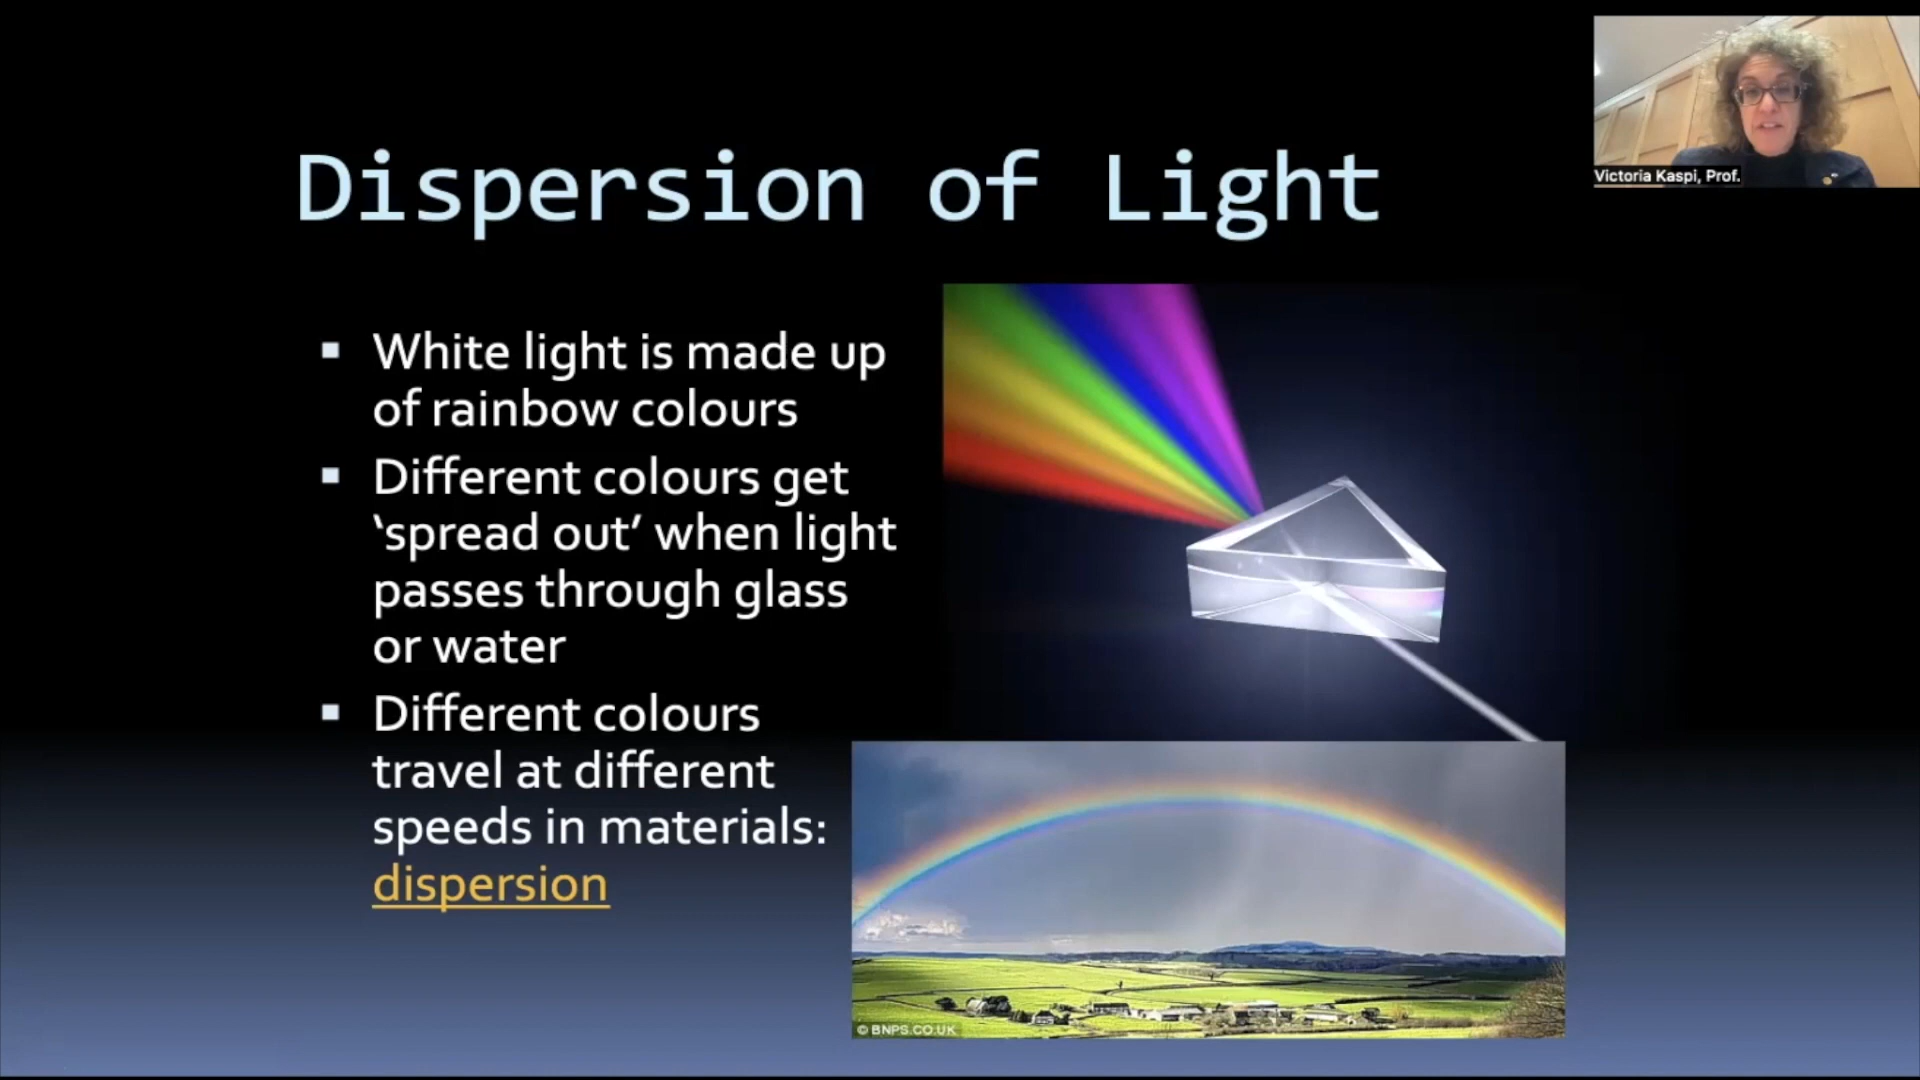 Victoria Kaspi, Prof.
Dispersion of Light
▪ White light is made up
of rainbow colours
▪ Different colours get
‘spread out’ when light
passes through glass
or water
▪ Different colours
travel at different
speeds in materials:
dispersion
© BNPS.CO.UK